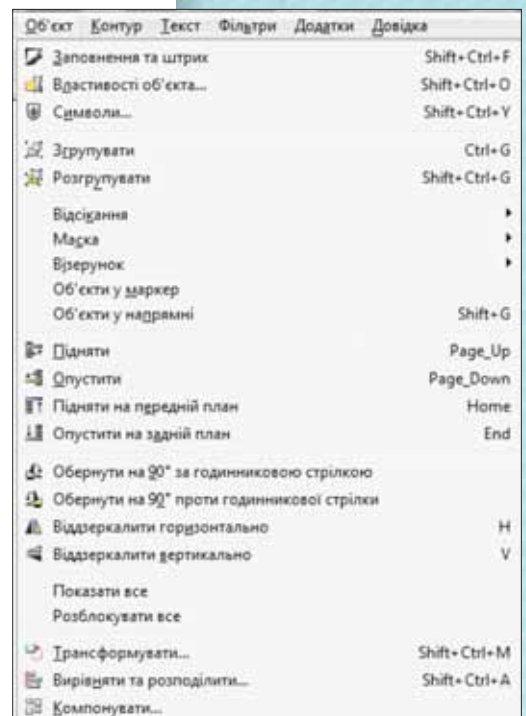 Об'єкт Контур Текст Фільтри Додатки Довідка
Заповнення та штрих Shift+Ctrl+F
Властивості об'єкта... Shift+Ctrl+O
Символи... Shift+Ctrl+Y
Згрупувати Ctrl+G
Розгрупувати Shift+Ctrl+G
Відсікання
Маска
Візерунок
Об'єкти у маркер
Об'єкти у напрямні Shift+G
Підняти Page_Up
Опустити Page_Down
Підняти на передній план Home
Опустити на задній план End
Обернути на 90° за годинниковою стрілкою
Обернути на 90° проти годинникової стрілки
Віддзеркалити горизонтально H
Віддзеркалити вертикально V
Показати все
Розблокувати все
Трансформувати... Shift+Ctrl+M
Вирівняти та розподілити... Shift+Ctrl+A
Компонувати...